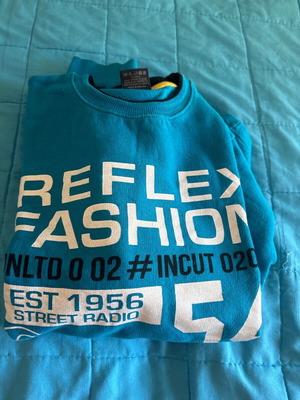 REFLEX
FASHION
NLTD 0 02 # INCUT 020
EST 1956
STREET RADIO